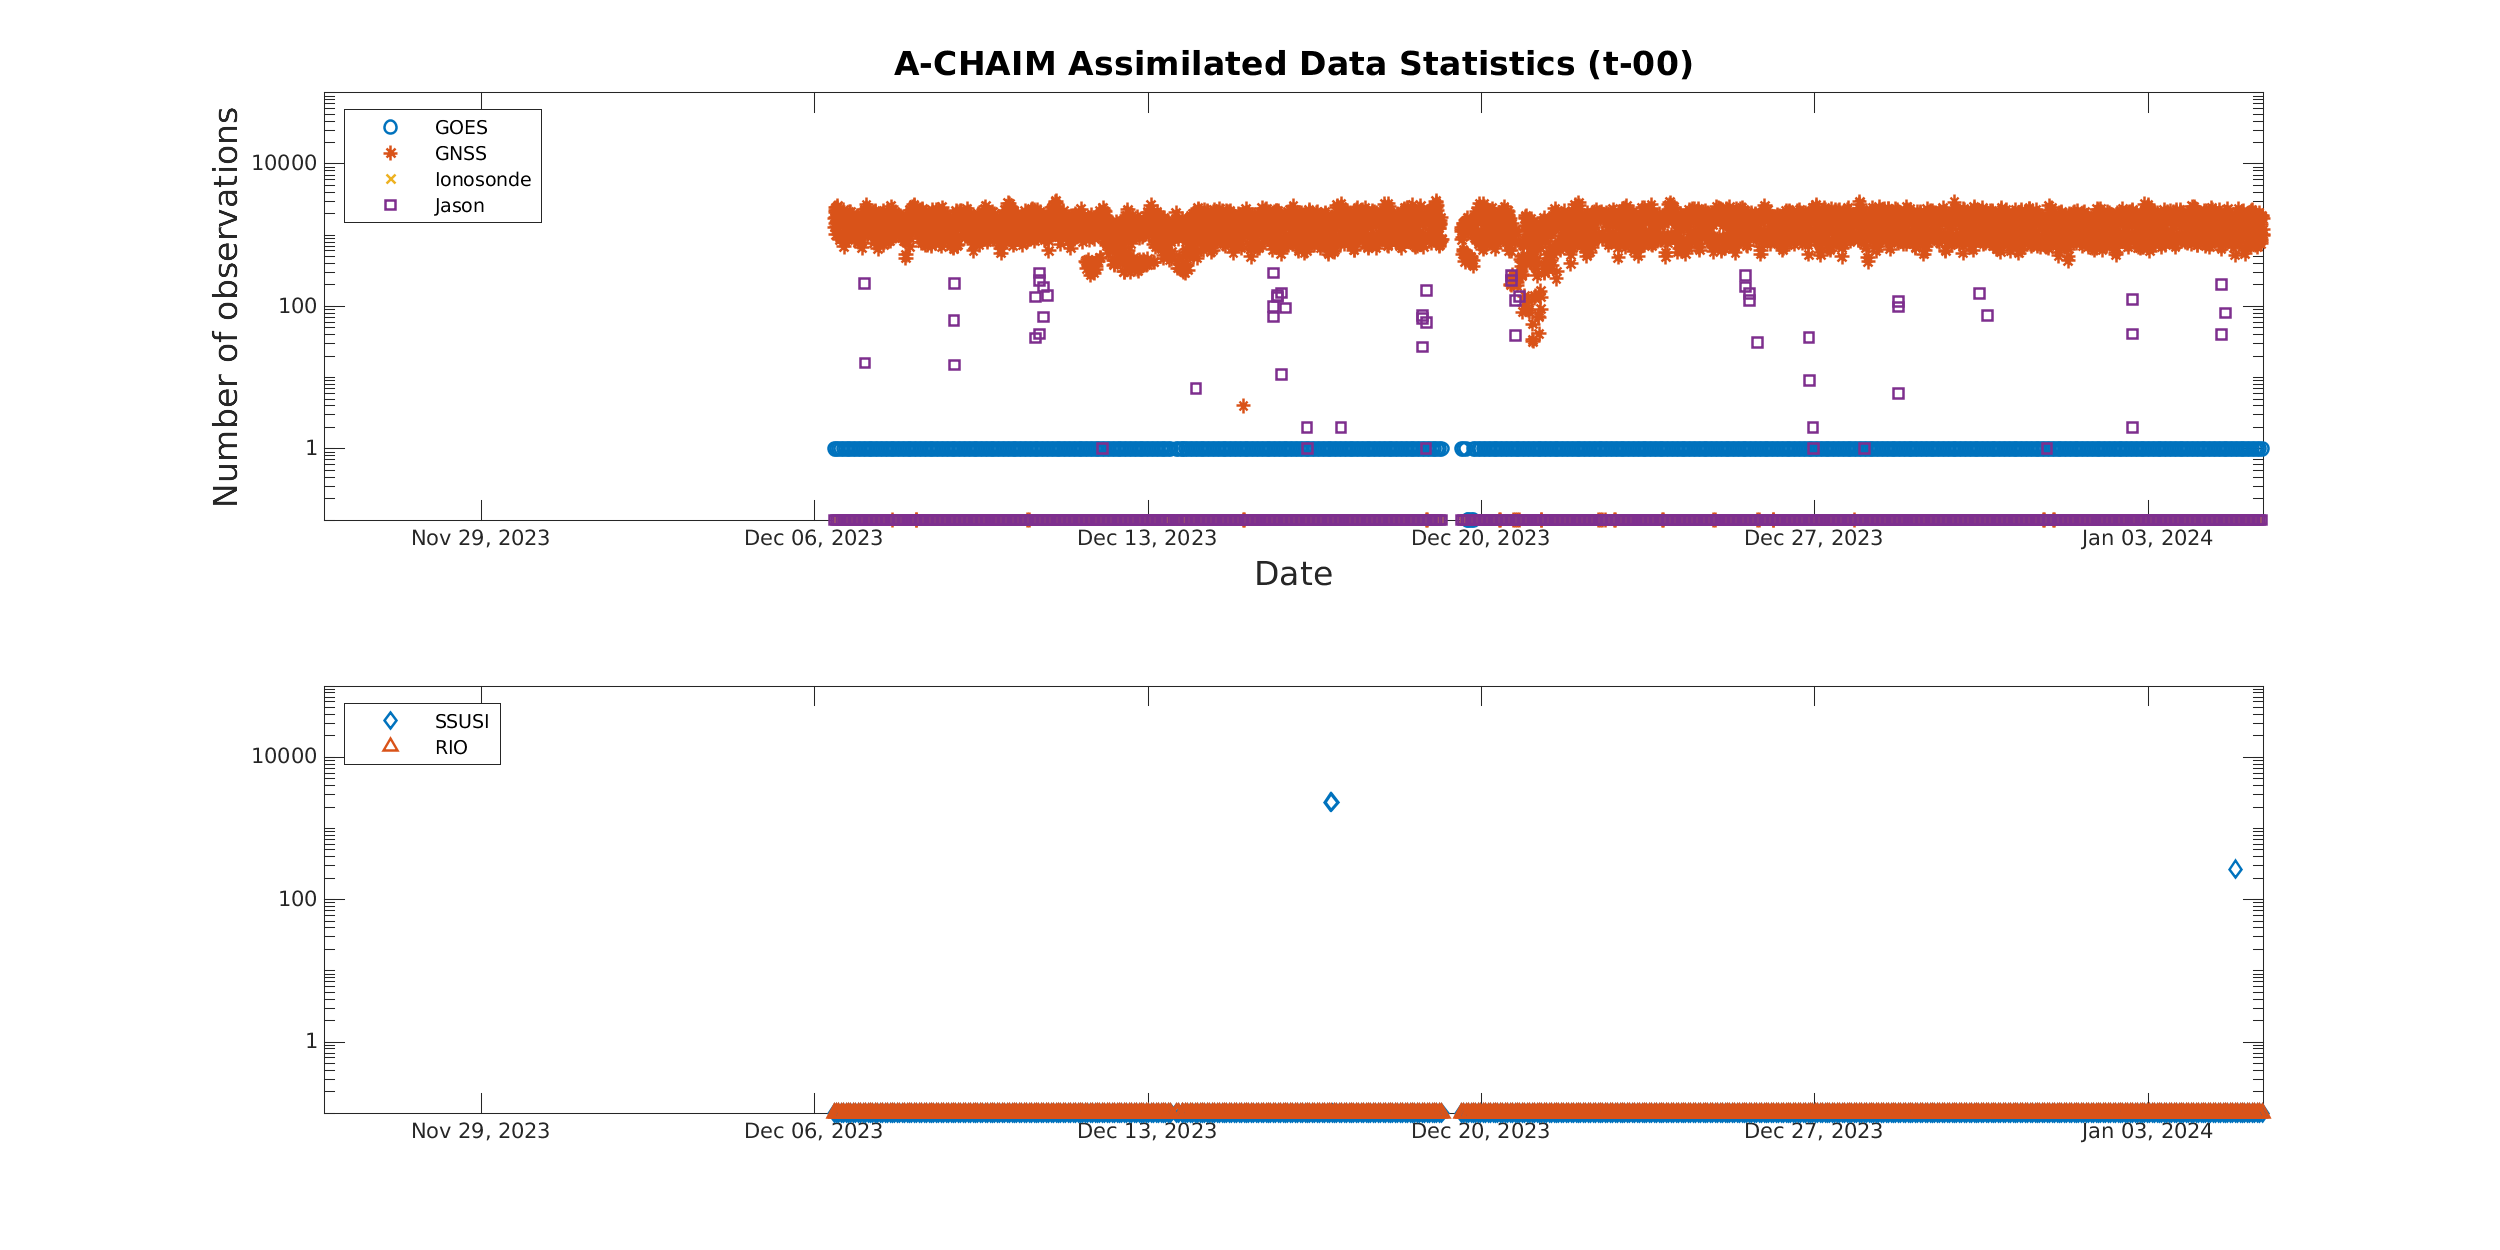 A-CHAIM Assimilated Data Statistics (t-00)
Number of observations
10000
100
1
GOES
GNSS
Ionosonde
Jason
Nov 29, 2023 Dec 06, 2023 Dec 13, 2023 Dec 20, 2023 Dec 27, 2023 Jan 03, 2024
Date
10000
100
1
SSUSI
RIO
Nov 29, 2023 Dec 06, 2023 Dec 13, 2023 Dec 20, 2023 Dec 27, 2023 Jan 03, 2024